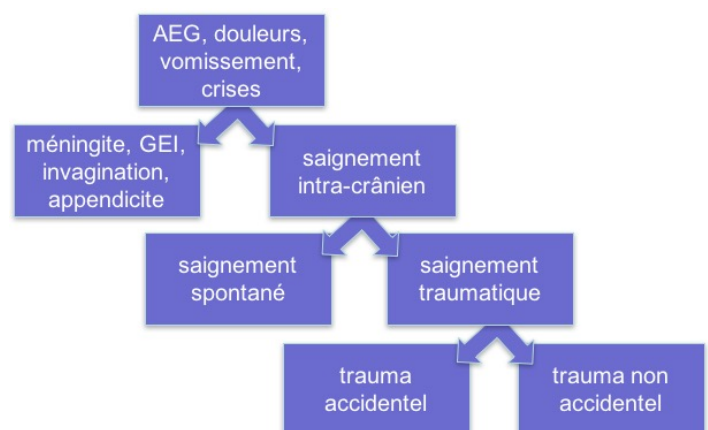 AEG, douleurs,
vomissement,
crises
méningite, GEI,
invagination,
appendicite
saignement
intra-crânien
saignement
spontané
saignement
traumatique
trauma
accidentel
trauma non
accidentel